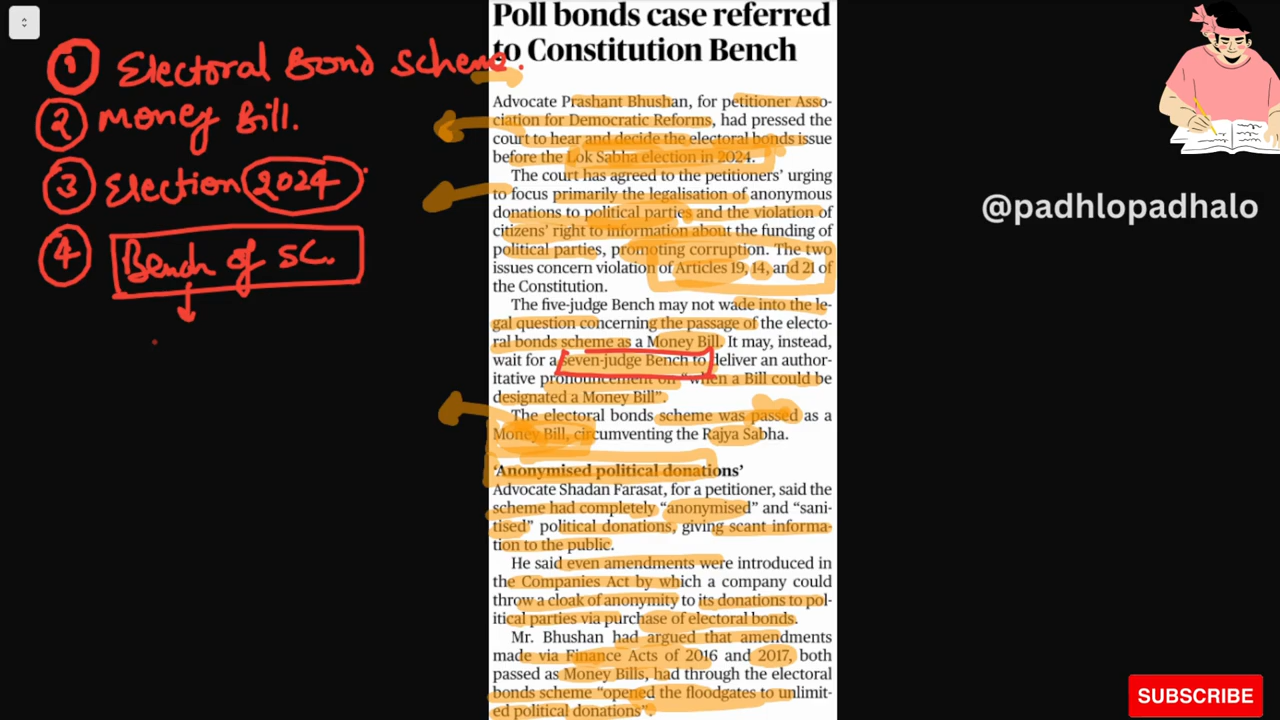 ① Electoral Bond Scheme.
② Money Bill.
③ Election 2024
④ Bench of SC.
Poll bonds case referred
to Constitution Bench
Advocate Prashant Bhushan, for petitioner Asso-
ciation for Democratic Reforms, had pressed the
court to hear and decide the electoral bonds issue
before the Lok Sabha election in 2024.
The court has agreed to the petitioners’ urging
to focus primarily the legalisation of anonymous
donations to political parties and the violation of
citizens’ right to information about the funding of
political parties, promoting corruption. The two
issues concern violation of Articles 19, 14, and 21 of
the Constitution.
The five-judge Bench may not wade into the le-
gal question concerning the passage of the electo-
ral bonds scheme as a Money Bill. It may, instead,
wait for a seven-judge Bench to deliver an author-
itative pronouncement on “when a Bill could be
designated a Money Bill”.
The electoral bonds scheme was passed as a
Money Bill, circumventing the Rajya Sabha.
‘Anonymised political donations’
Advocate Shadan Farasat, for a petitioner, said the
scheme had completely “anonymised” and “sani-
tised” political donations, giving scant informa-
tion to the public.
He said even amendments were introduced in
the Companies Act by which a company could
throw a cloak of anonymity to its donations to pol-
itical parties via purchase of electoral bonds.
Mr. Bhushan had argued that amendments
made via Finance Acts of 2016 and 2017, both
passed as Money Bills, had through the electoral
bonds scheme “opened the floodgates to unlimit-
ed political donations”.
@padhlopadhalo
SUBSCRIBE